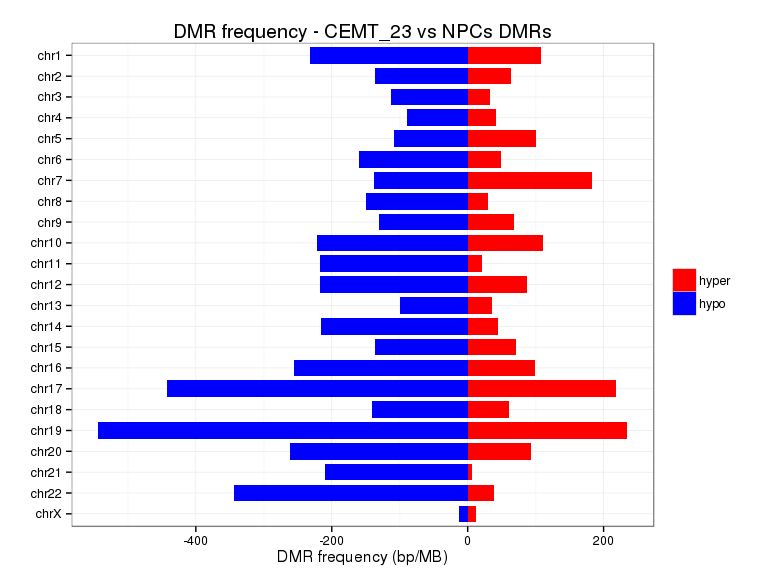 DMR frequency - CEMT_23 vs NPCs DMRs
chr1
chr2
chr3
chr4
chr5
chr6
chr7
chr8
chr9
chr10
chr11
chr12
chr13
chr14
chr15
chr16
chr17
chr18
chr19
chr20
chr21
chr22
chrX
hyper
hypo
-400 -200 0 200
DMR frequency (bp/MB)